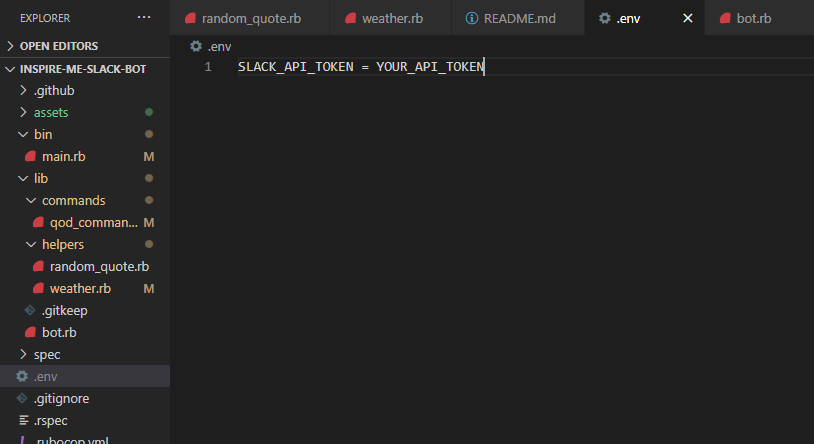 EXPLORER ···
OPEN EDITORS
INSPIRE-ME-SLACK-BOT
.github
assets
bin
main.rb M
lib
commands
qod_comman... M
helpers
random_quote.rb
weather.rb M
.gitkeep
bot.rb
spec
.env
.gitignore
.rspec
.rubocop.yml
random_quote.rb weather.rb README.md .env bot.rb
.env
1 SLACK_API_TOKEN = YOUR_API_TOKEN